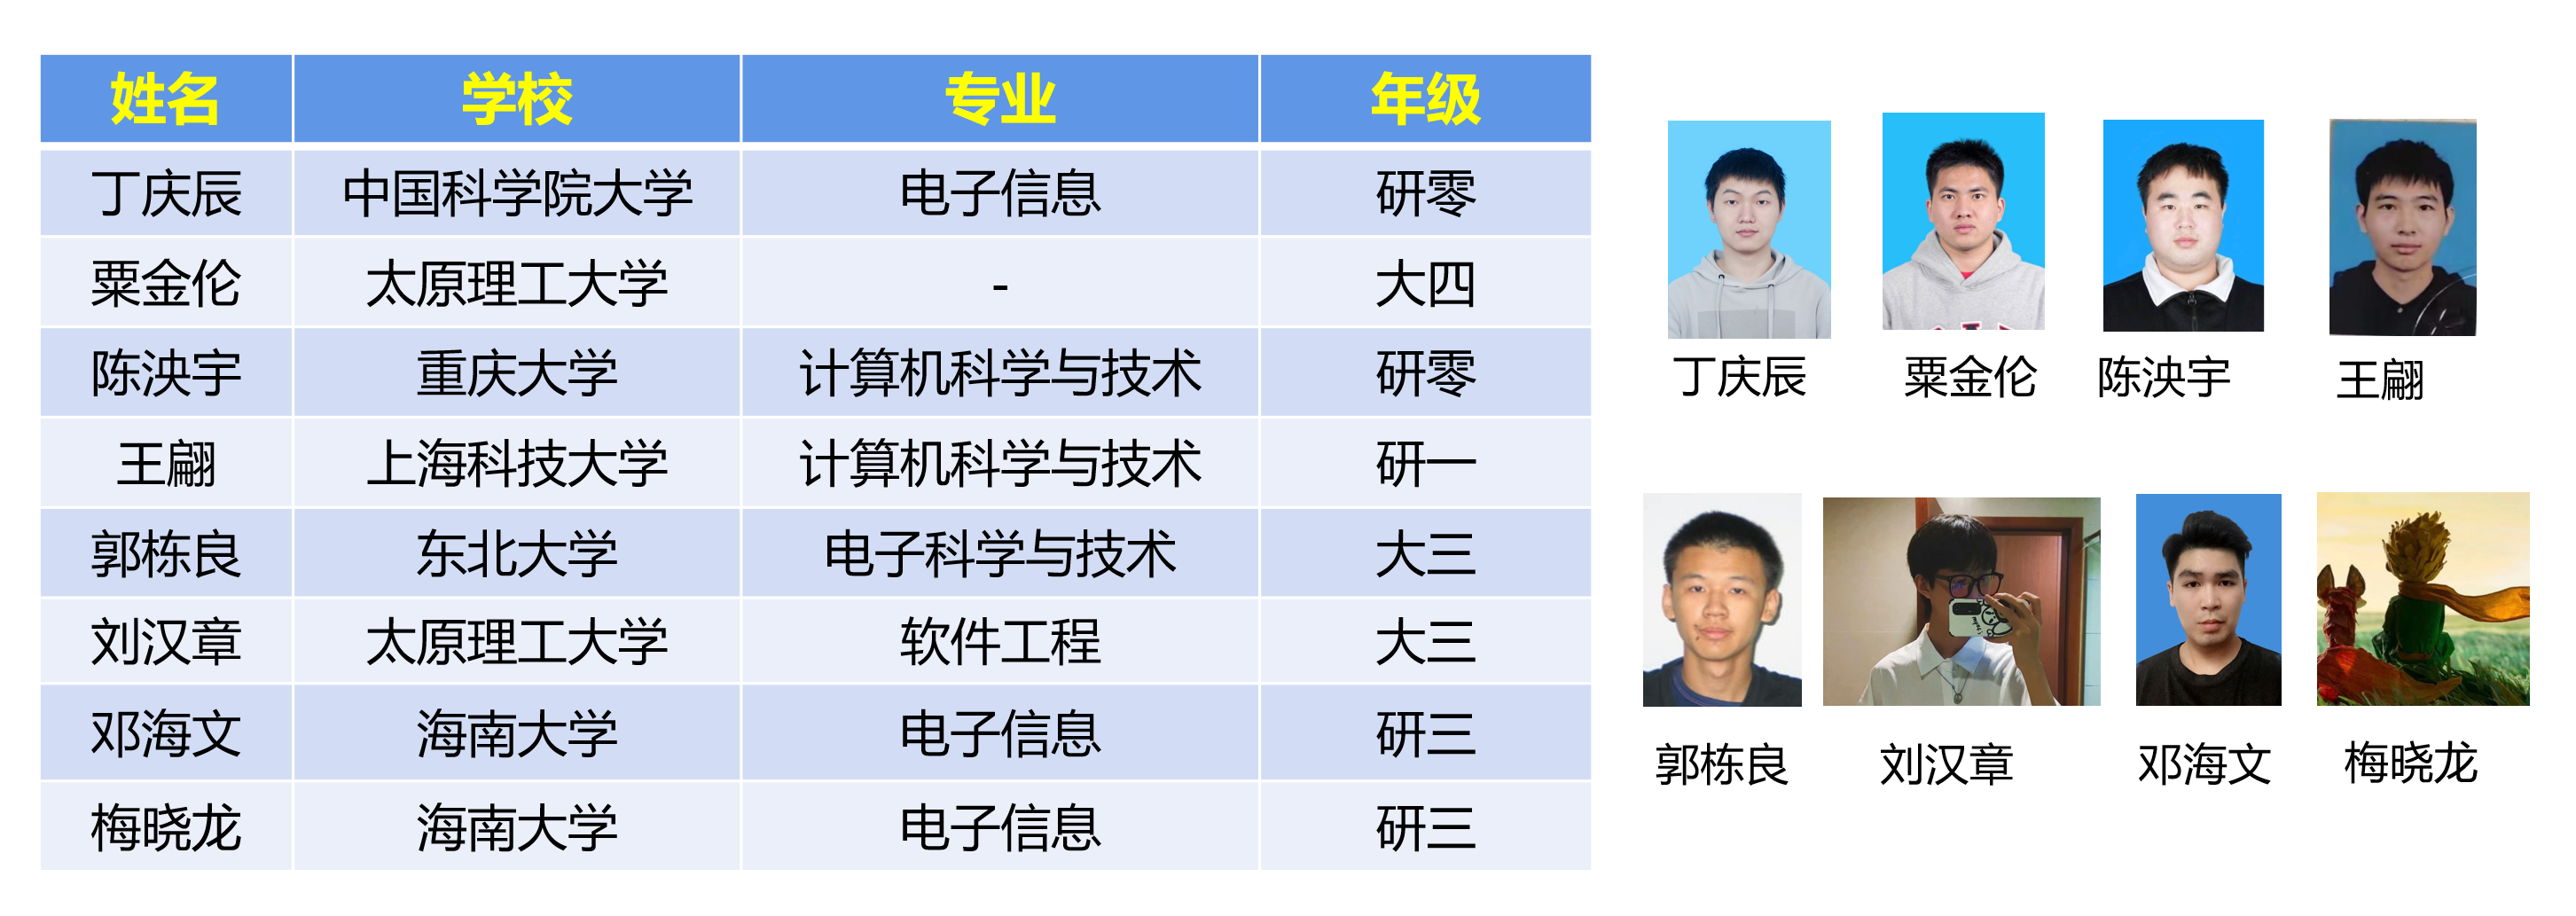 姓名 学校 专业 年级
丁庆辰 中国科学院大学 电子信息 研零
粟金伦 太原理工大学 - 大四
陈泱宇 重庆大学 计算机科学与技术 研零
王翩 上海科技大学 计算机科学与技术 研一
郭栋良 东北大学 电子科学与技术 大三
刘汉章 太原理工大学 软件工程 大三
邓海文 海南大学 电子信息 研三
梅晓龙 海南大学 电子信息 研三
丁庆辰 粟金伦 陈泱宇 王翩
郭栋良 刘汉章 邓海文 梅晓龙